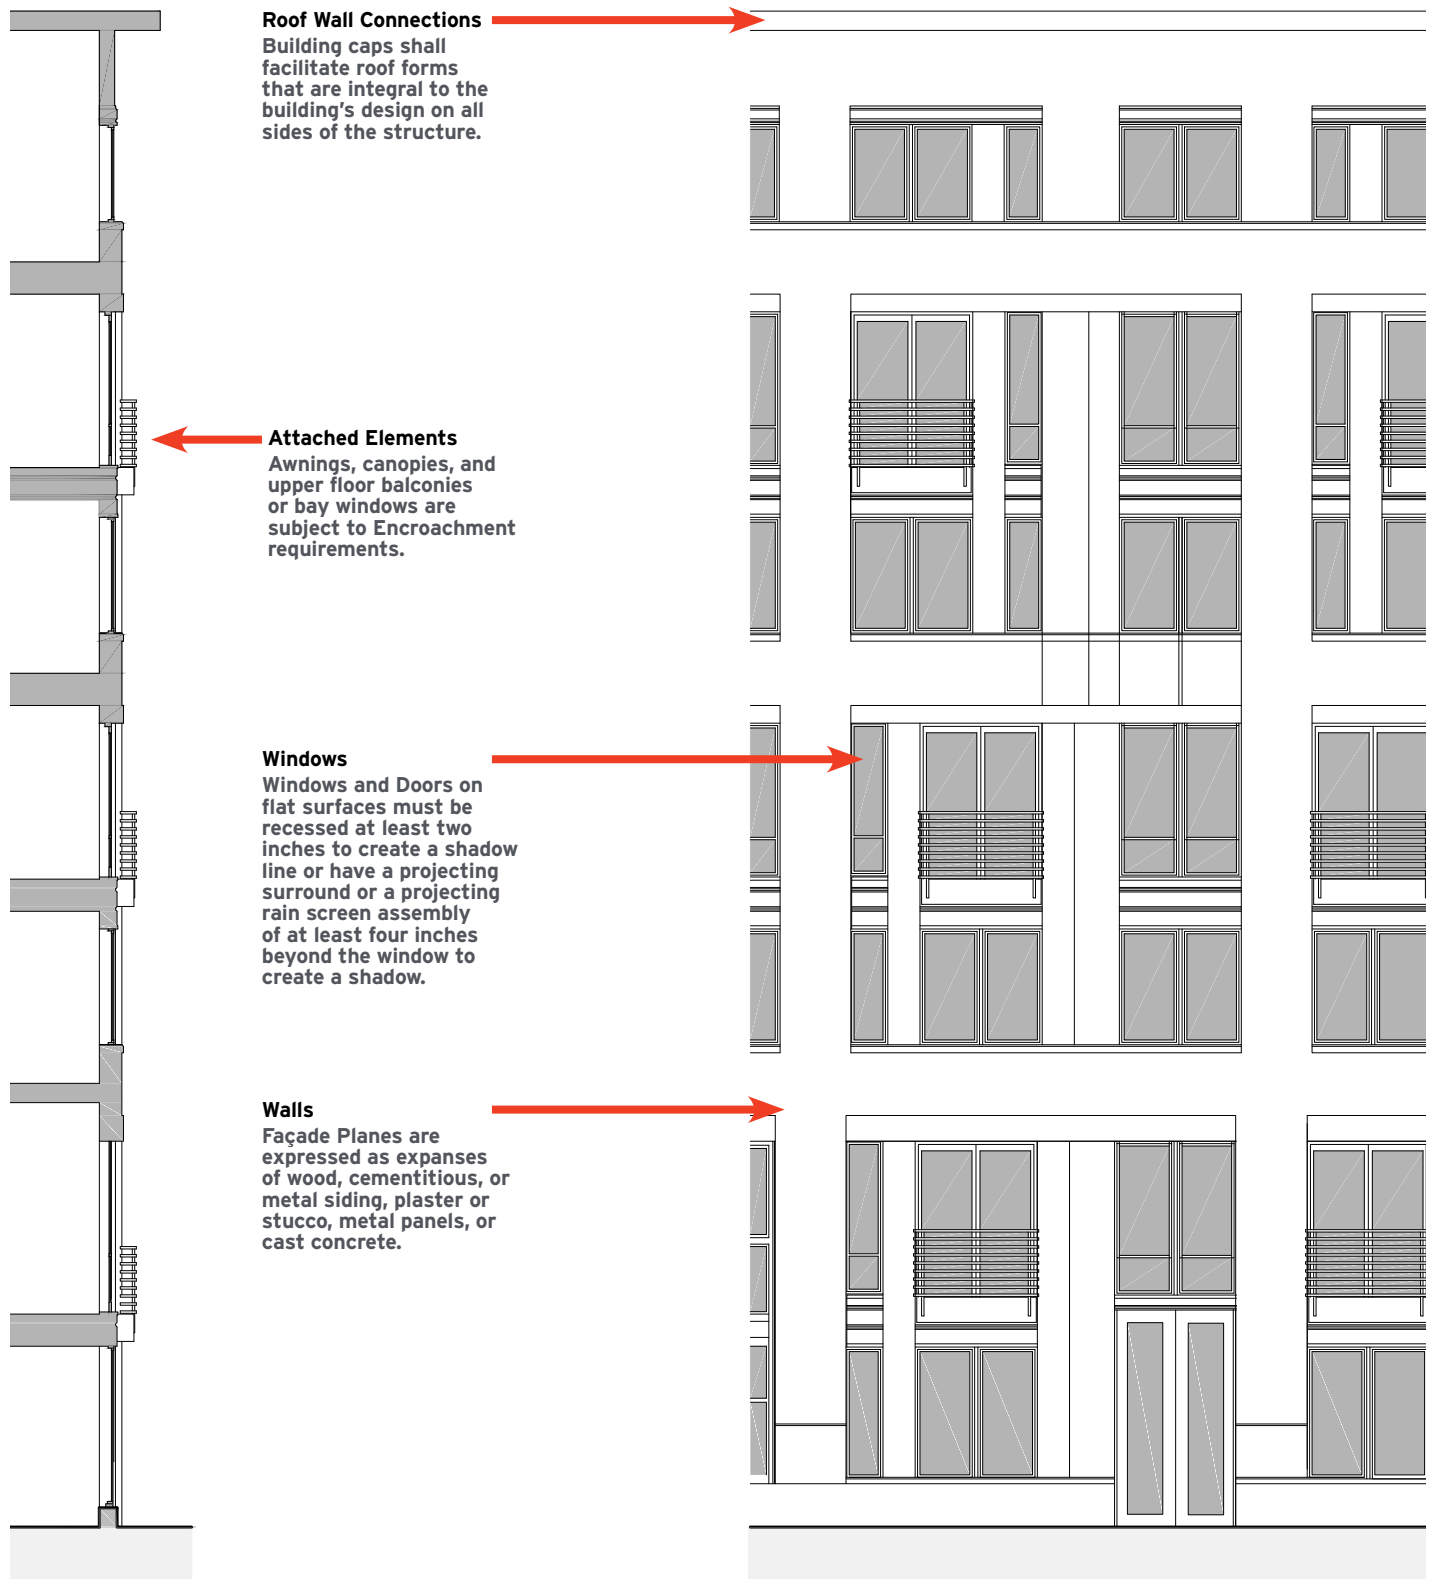 Roof Wall Connections
Building caps shall
facilitate roof forms
that are integral to the
building's design on all
sides of the structure.
Attached Elements
Awnings, canopies, and
upper floor balconies
or bay windows are
subject to Encroachment
requirements.
Windows
Windows and Doors on
flat surfaces must be
recessed at least two
inches to create a shadow
line or have a projecting
surround or a projecting
rain screen assembly
of at least four inches
beyond the window to
create a shadow.
Walls
Façade Planes are
expressed as expanses
of wood, cementitious, or
metal siding, plaster or
stucco, metal panels, or
cast concrete.